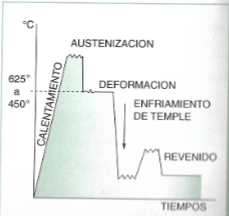 °C
AUSTENIZACION
CALENTAMIENTO
625°
a
450°
DEFORMACION
ENFRIAMIENTO
DE TEMPLE
REVENIDO
TIEMPOS